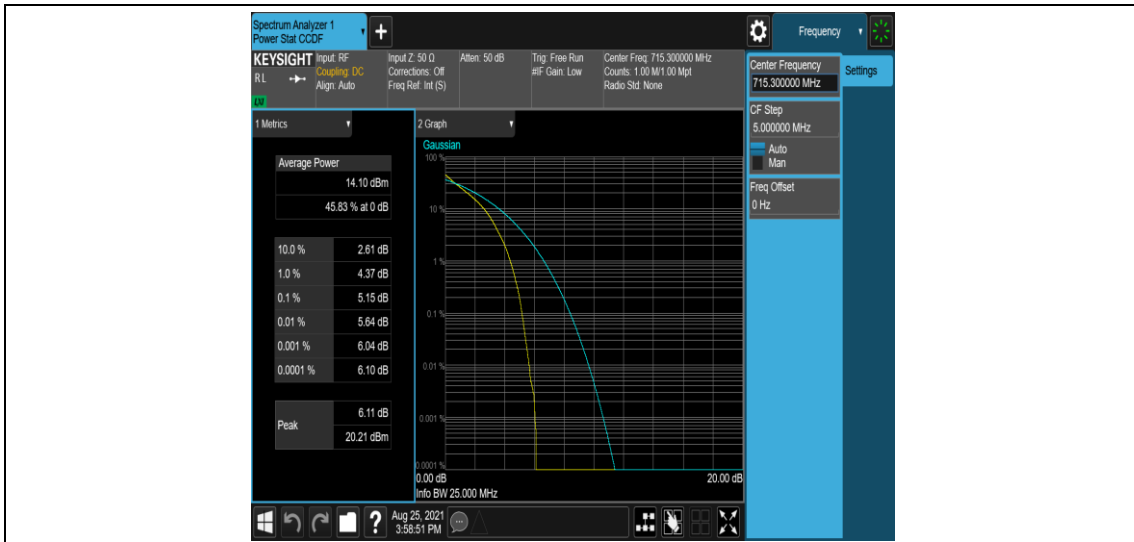 Spectrum Analyzer 1
Power Stat CCDF
Frequency
KEYSIGHT
RL
LXI
Input: RF
Coupling: DC
Align: Auto
Input Z: 50 Ω
Corrections: Off
Freq Ref: Int (S)
Atten: 50 dB
Trig: Free Run
#IF Gain: Low
Center Freq: 715.300000 MHz
Counts: 1.00 M/1.00 Mpt
Radio Std: None
Center Frequency
715.300000 MHz
Settings
CF Step
5.000000 MHz
Auto
Man
Freq Offset
0 Hz
1 Metrics
Average Power
14.10 dBm
45.83 % at 0 dB
10.0 % 2.61 dB
1.0 % 4.37 dB
0.1 % 5.15 dB
0.01 % 5.64 dB
0.001 % 6.04 dB
0.0001 % 6.10 dB
Peak
6.11 dB
20.21 dBm
2 Graph
Gaussian
100 %
10 %
1 %
0.1 %
0.01 %
0.001 %
0.0001 %
0.00 dB 20.00 dB
Info BW 25.000 MHz
?
Aug 25, 2021
3:58:51 PM